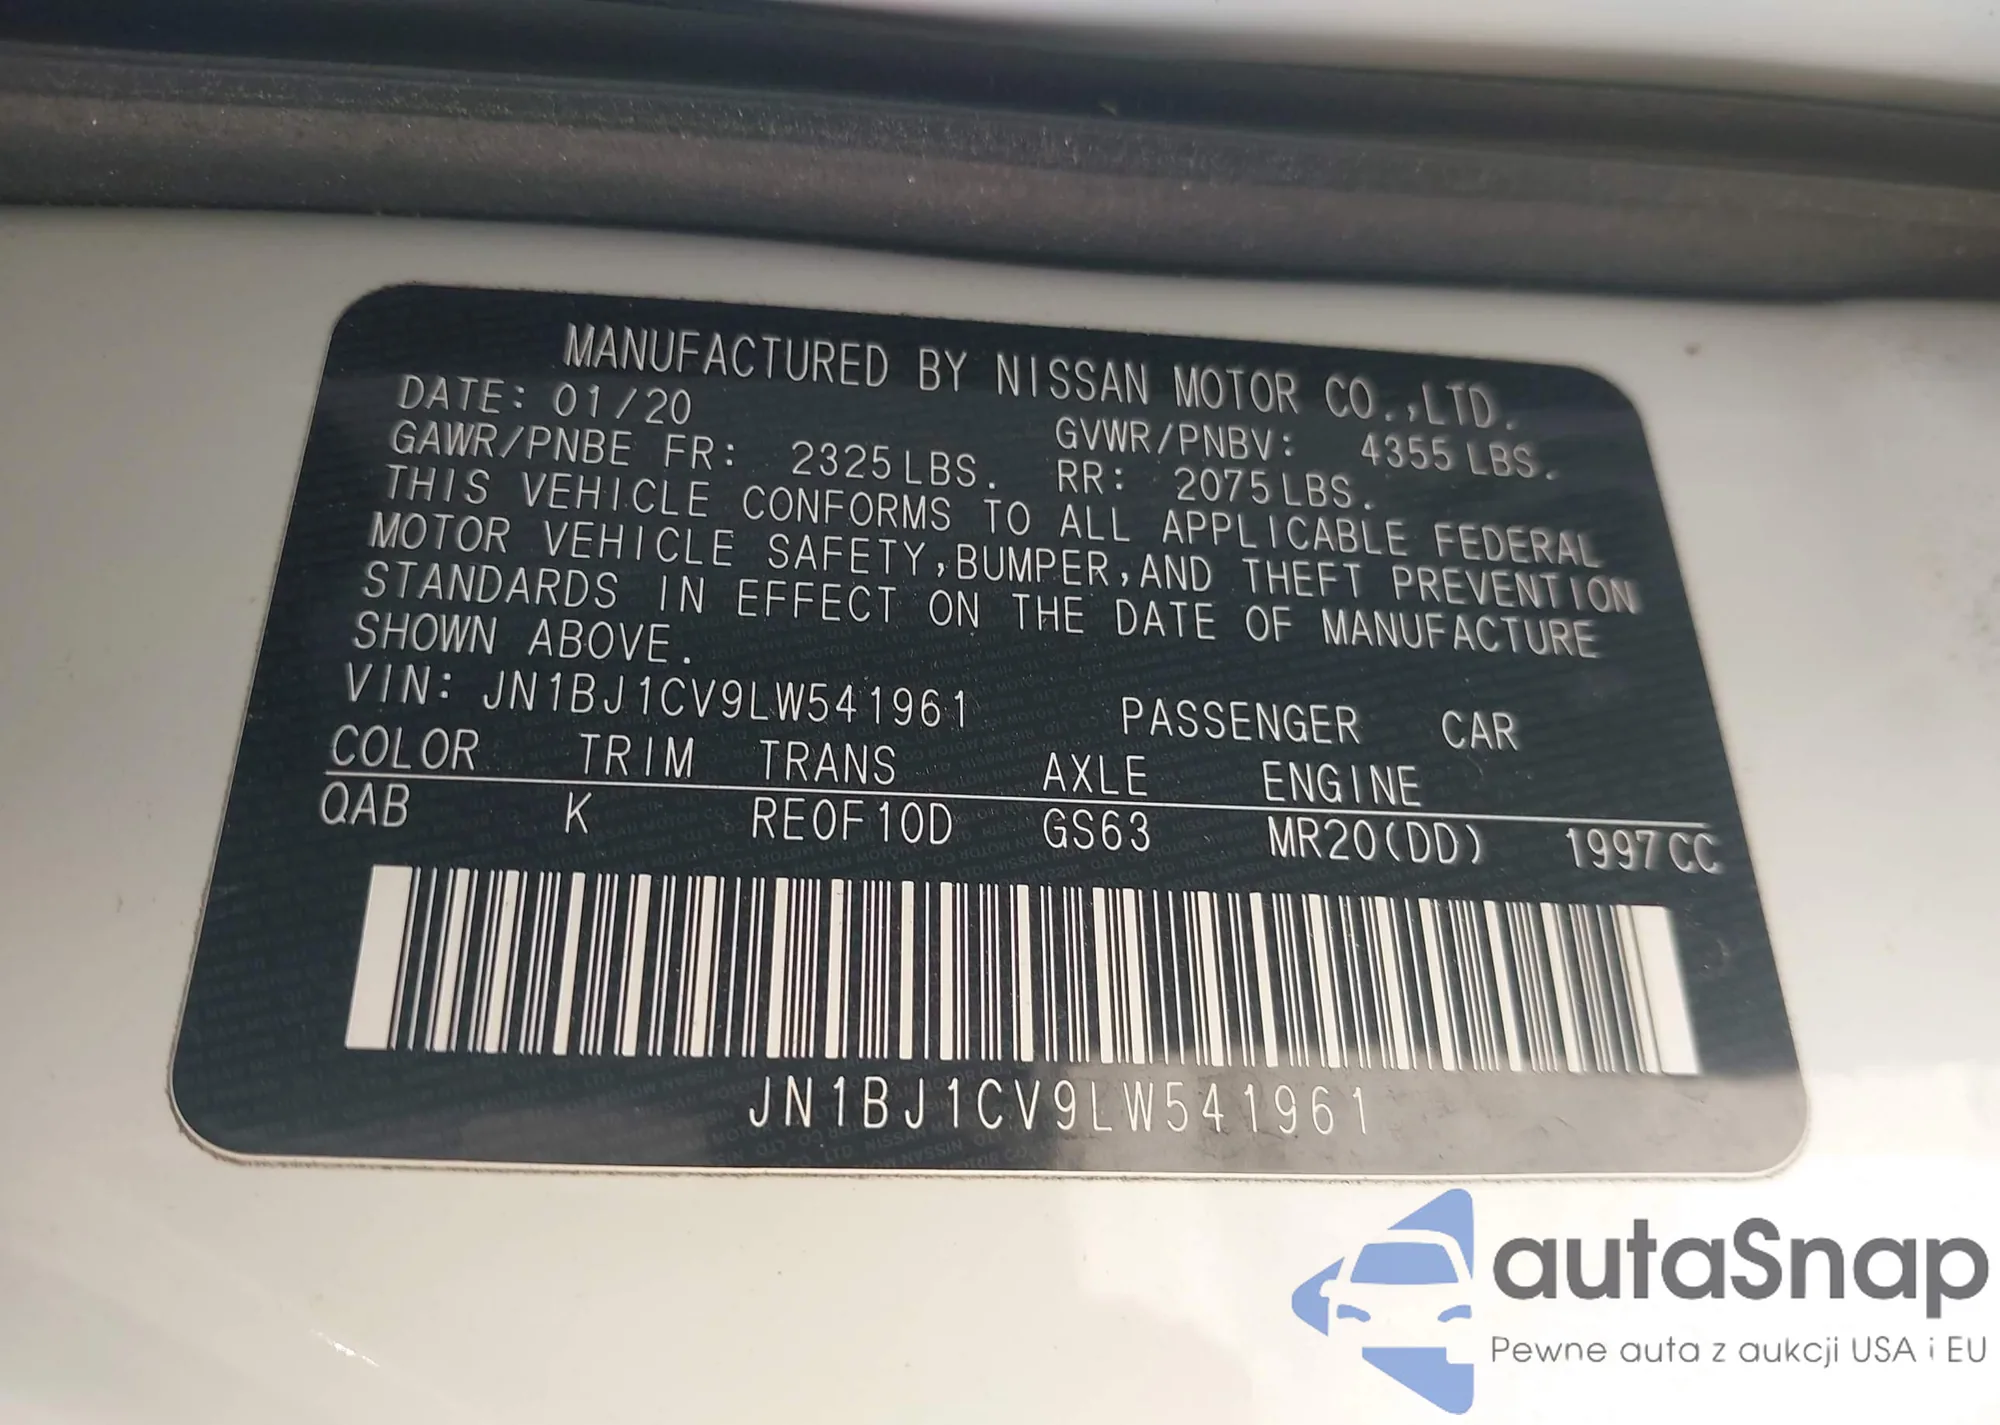 MANUFACTURED BY NISSAN MOTOR CO.,LTD.
DATE: 01/20
GVWR/PNBV: 4355 LBS.
GAWR/PNBE FR: 2325 LBS. RR: 2075 LBS.
THIS VEHICLE CONFORMS TO ALL APPLICABLE FEDERAL
MOTOR VEHICLE SAFETY,BUMPER,AND THEFT PREVENTION
STANDARDS IN EFFECT ON THE DATE OF MANUFACTURE
SHOWN ABOVE.
VIN: JN1BJ1CV9LW541961 PASSENGER CAR
COLOR TRIM TRANS AXLE ENGINE
QAB K RE0F10D GS63 MR20(DD) 1997CC
JN1BJ1CV9LW541961
autaSnap
Pewne auta z aukcji USA i EU